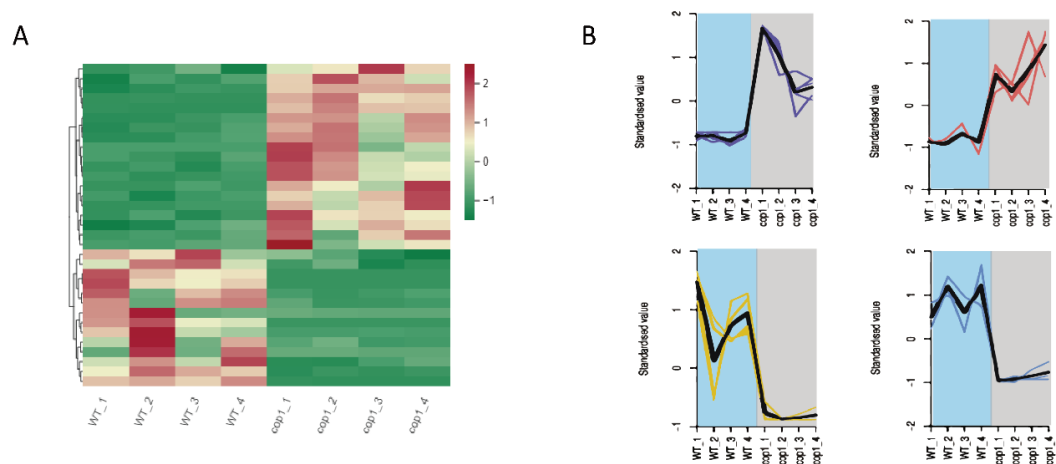 A
B
2
1
0
−1
WT_1
WT_2
WT_3
WT_4
cop1_1
cop1_2
cop1_3
cop1_4
Standardised value
2
1
0
-1
-2
WT_1
WT_2
WT_3
WT_4
cop1_1
cop1_2
cop1_3
cop1_4
Standardised value
2
1
0
-1
-2
WT_1
WT_2
WT_3
WT_4
cop1_1
cop1_2
cop1_3
cop1_4
Standardised value
2
1
0
-1
WT_1
WT_2
WT_3
WT_4
cop1_1
cop1_2
cop1_3
cop1_4
Standardised value
2
1
0
-1
-2
WT_1
WT_2
WT_3
WT_4
cop1_1
cop1_2
cop1_3
cop1_4